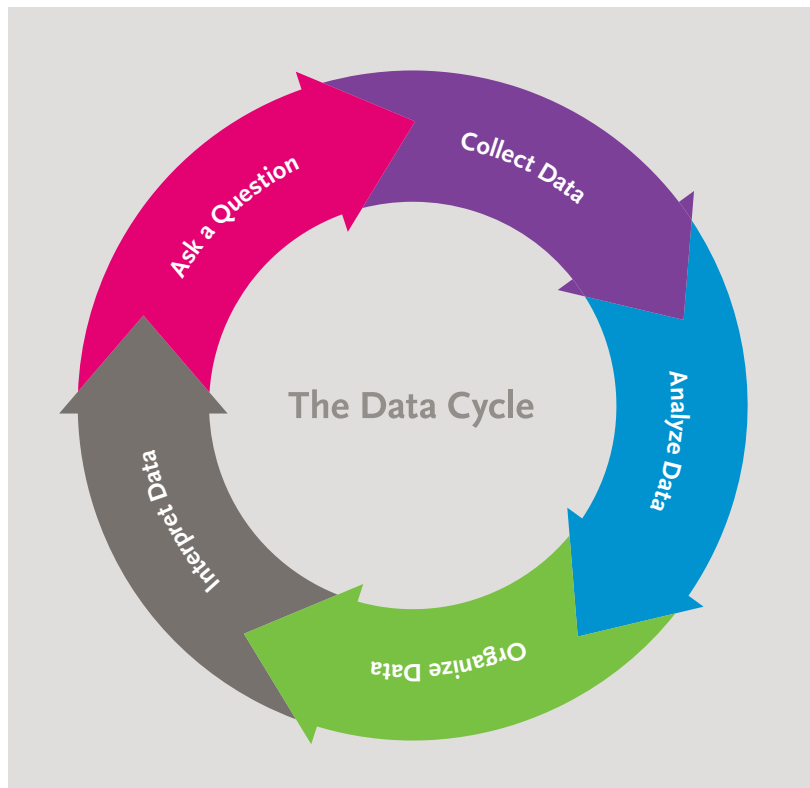 Ask a Question
Collect Data
Analyze Data
Organize Data
Interpret Data
The Data Cycle